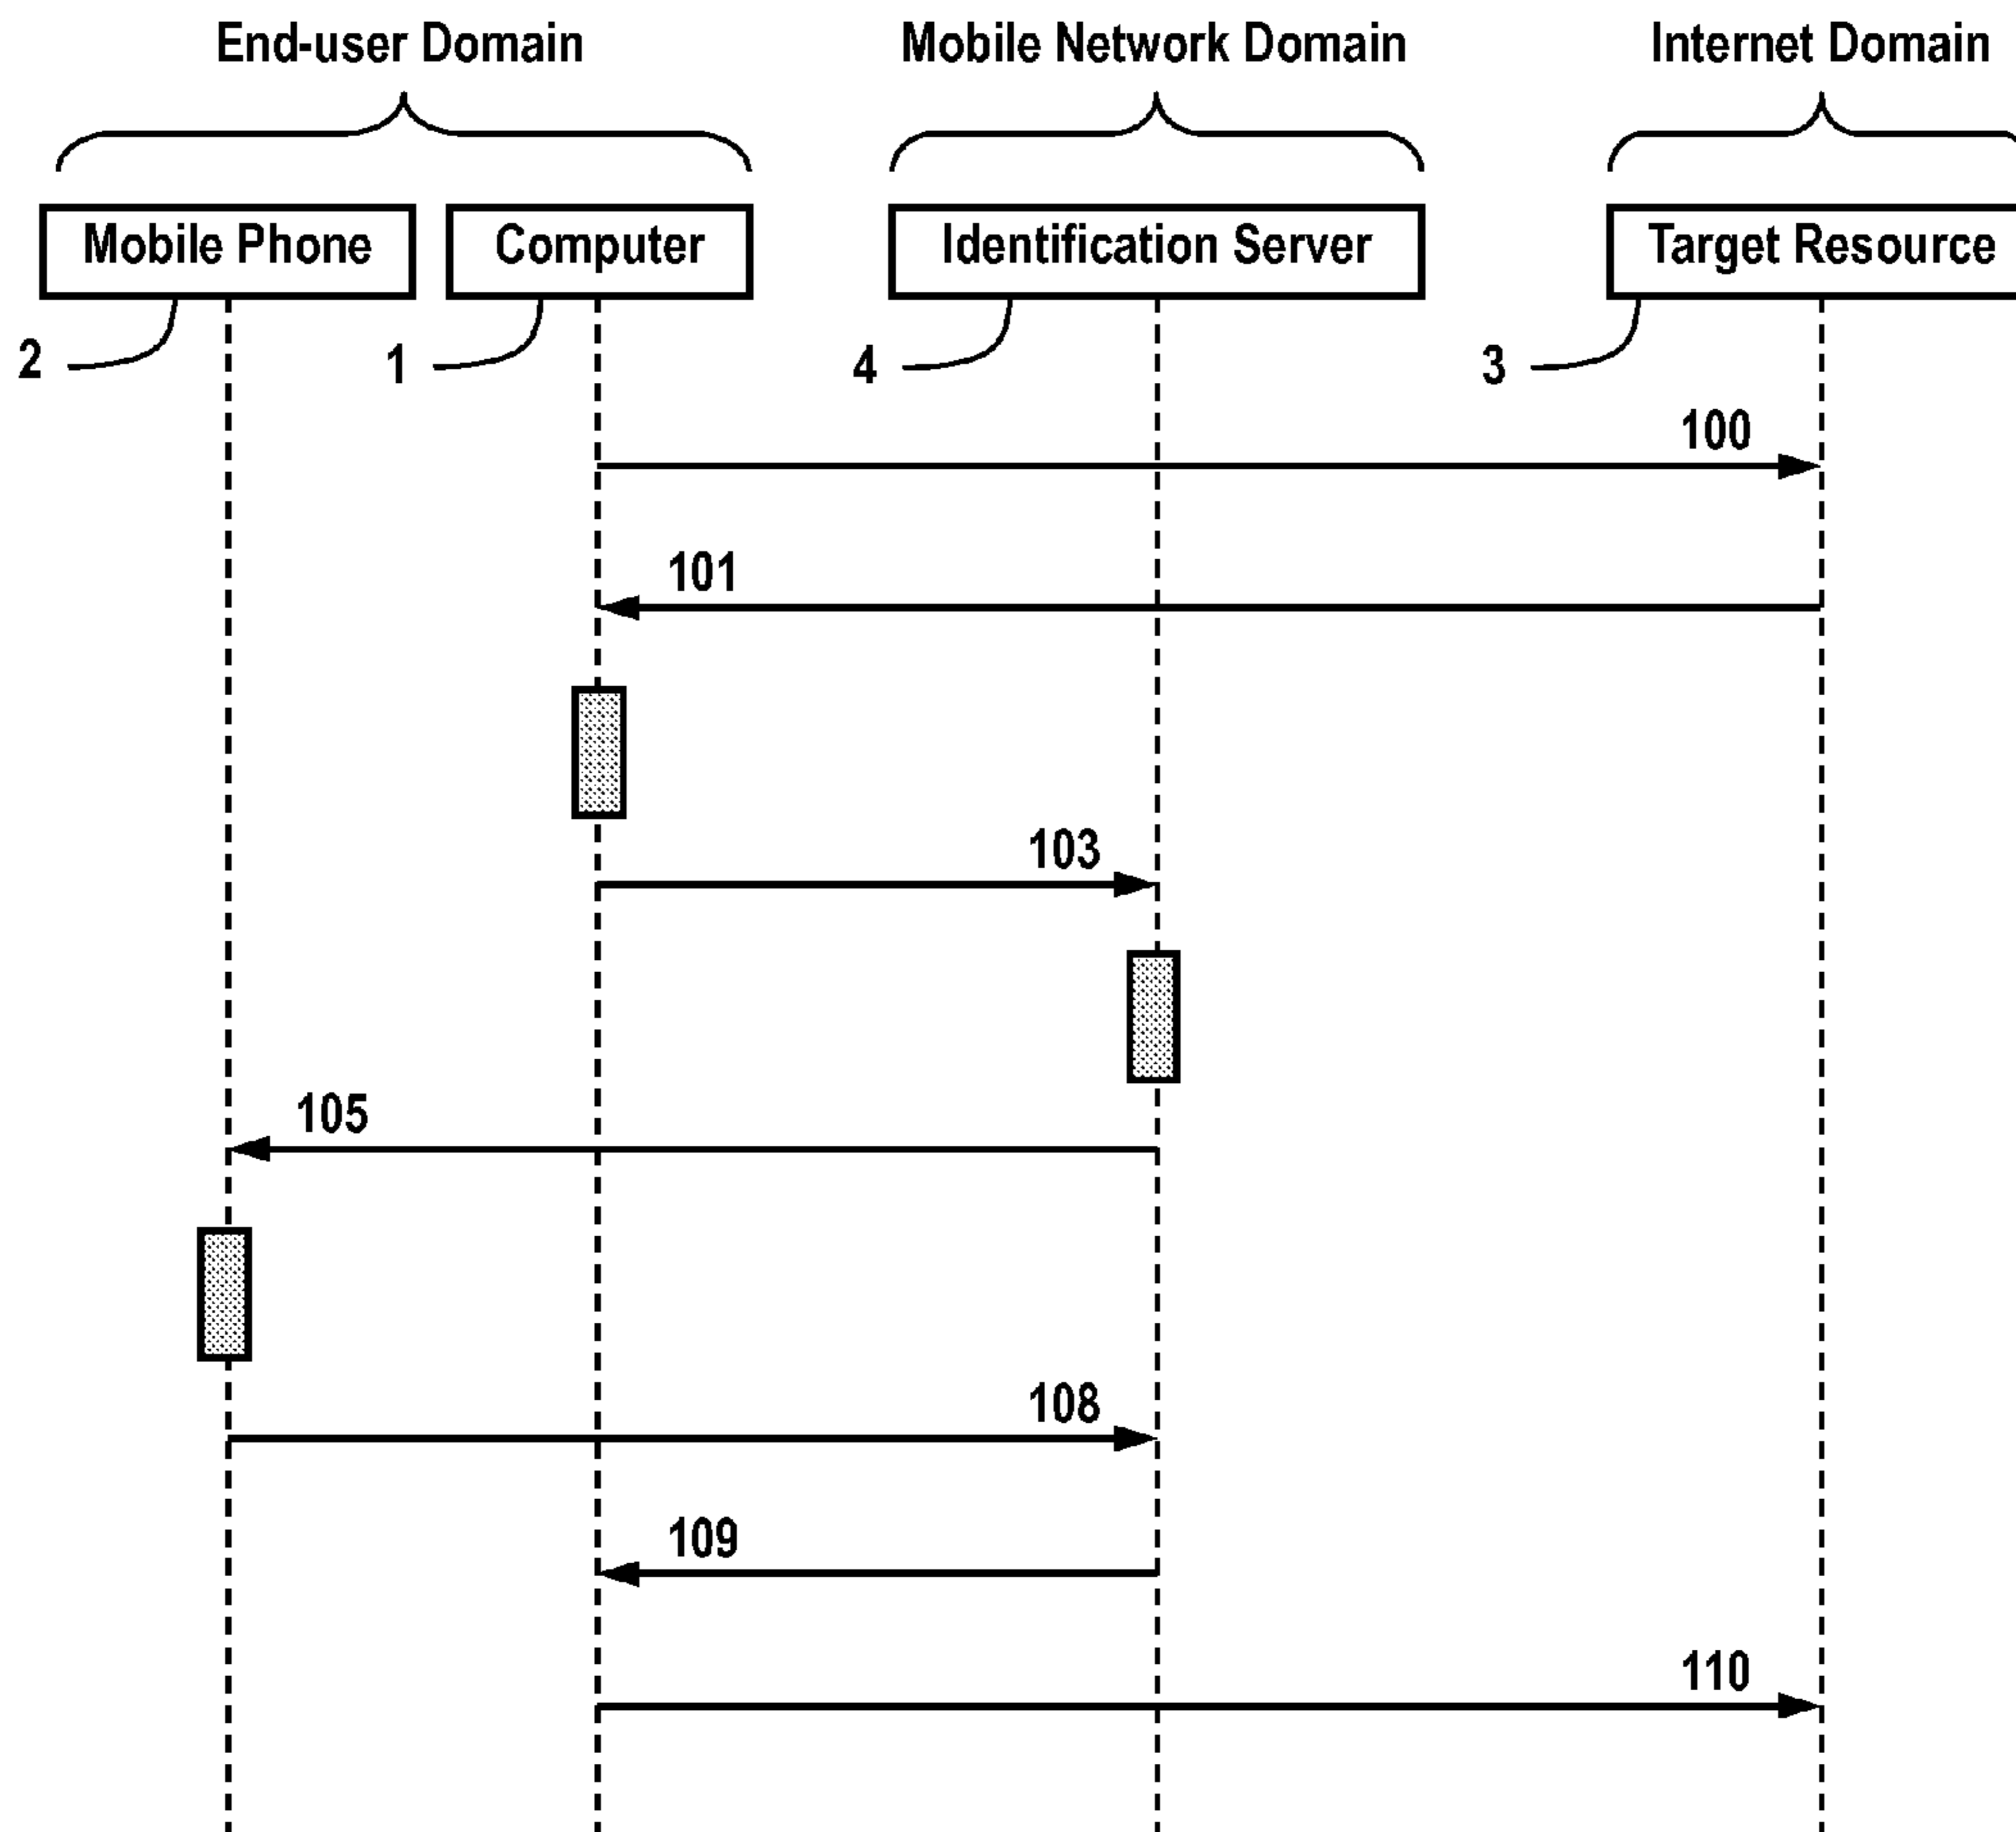 End-user Domain
Mobile Network Domain
Internet Domain
Mobile Phone
Computer
Identification Server
Target Resource
2
1
4
3
100
101
103
105
108
109
110